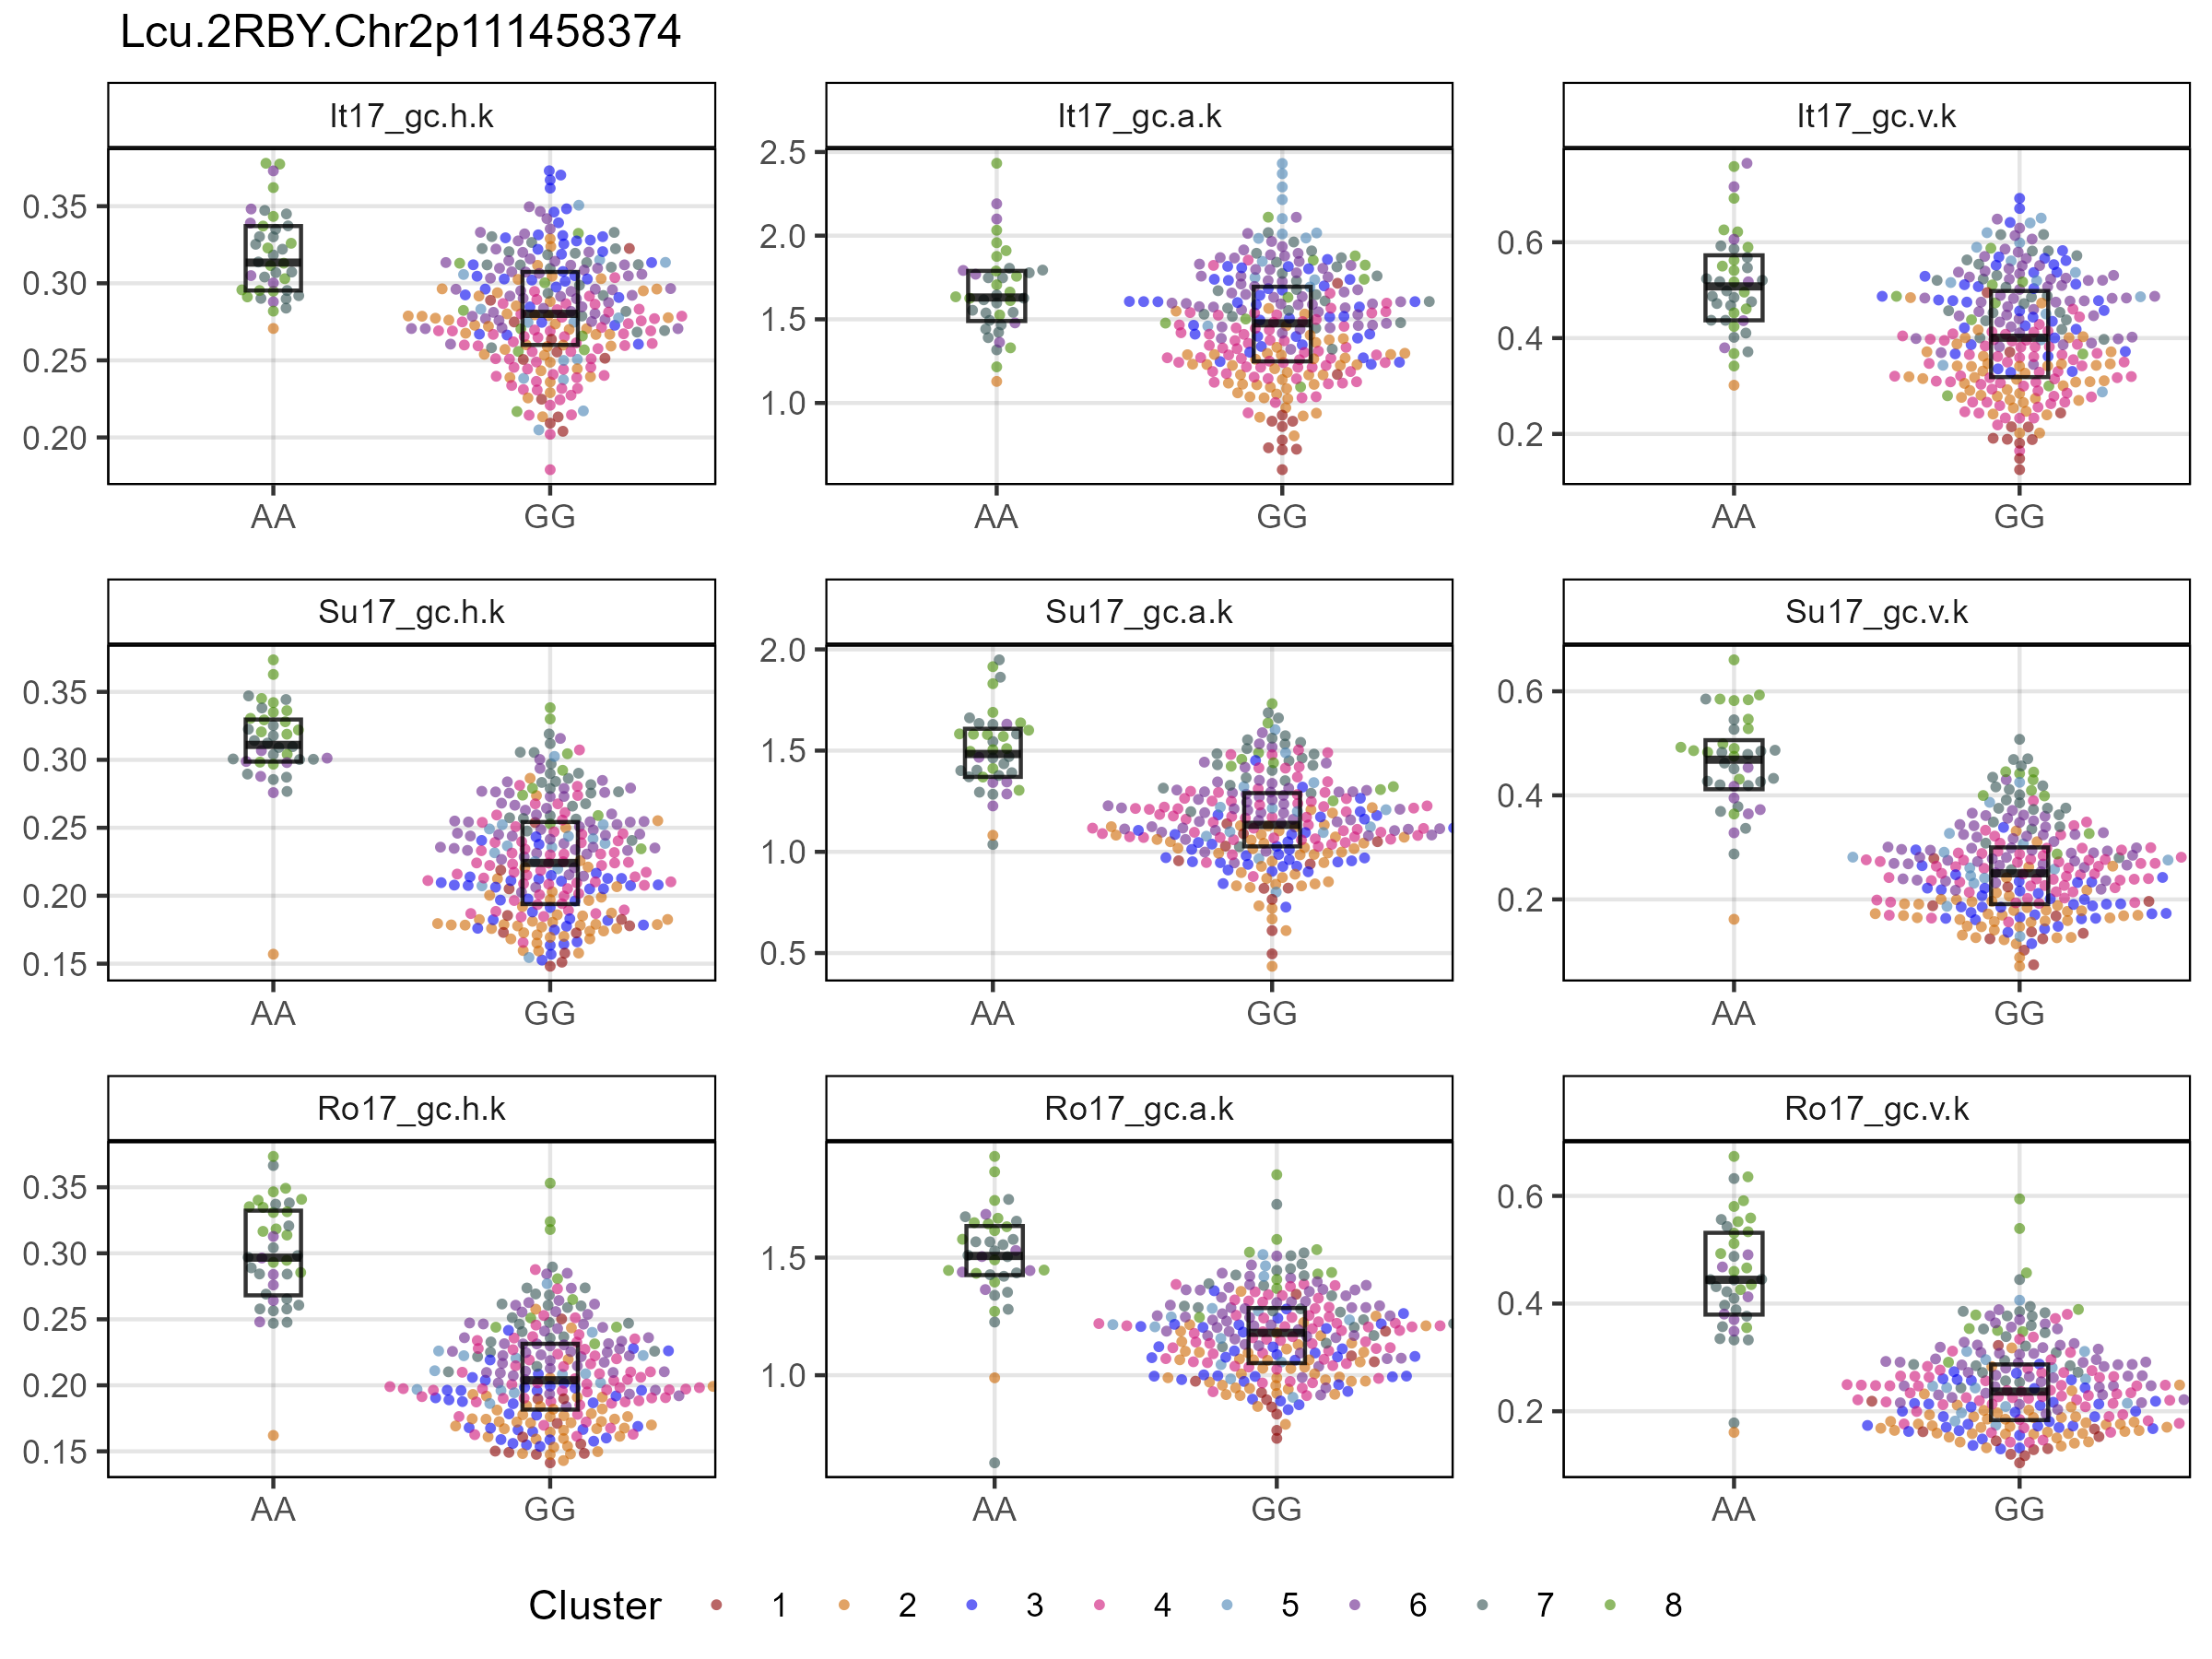 Lcu.2RBY.Chr2p111458374
It17_gc.h.k
It17_gc.a.k
It17_gc.v.k
0.35
0.30
0.25
0.20
AA
GG
2.5
2.0
1.5
1.0
AA
GG
0.6
0.4
0.2
AA
GG
Su17_gc.h.k
Su17_gc.a.k
Su17_gc.v.k
0.35
0.30
0.25
0.20
0.15
AA
GG
2.0
1.5
1.0
0.5
AA
GG
0.6
0.4
0.2
AA
GG
Ro17_gc.h.k
Ro17_gc.a.k
Ro17_gc.v.k
0.35
0.30
0.25
0.20
0.15
AA
GG
1.5
1.0
AA
GG
0.6
0.4
0.2
AA
GG
Cluster 1 2 3 4 5 6 7 8